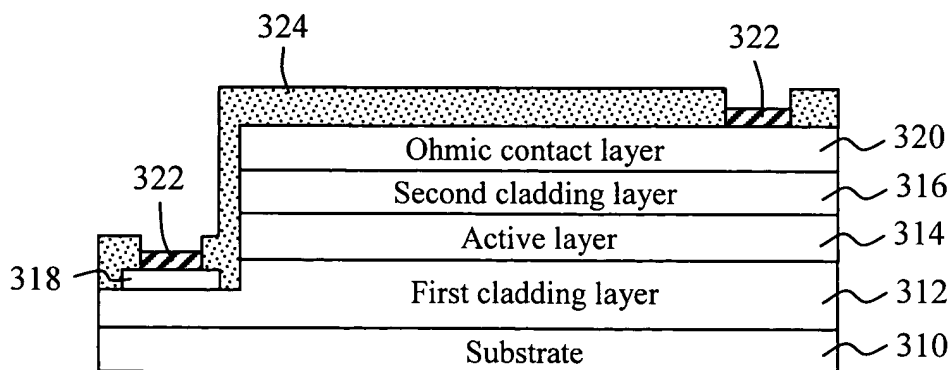 324
322
Ohmic contact layer 320
Second cladding layer 316
322
Active layer 314
318
First cladding layer 312
Substrate 310